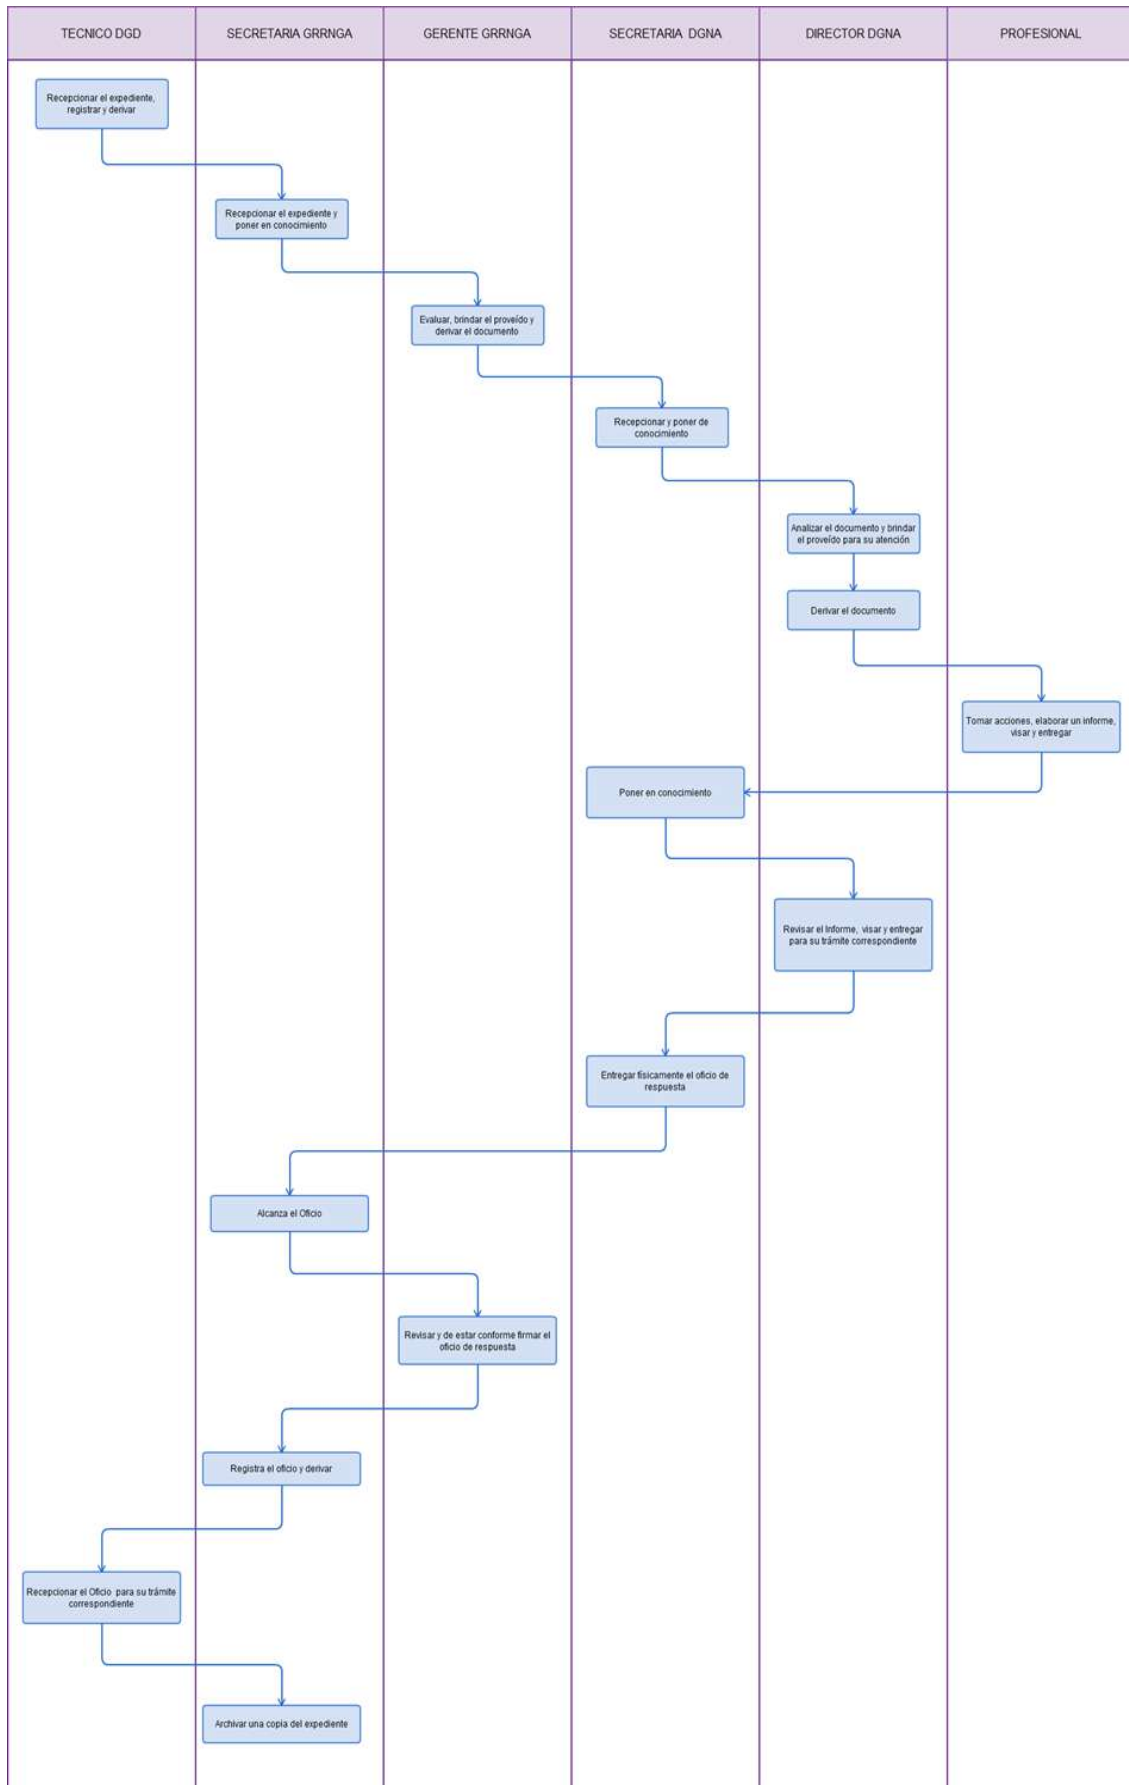 TECNICO DGD
SECRETARIA GRRNGA
GERENTE GRRNGA
SECRETARIA DGNA
DIRECTOR DGNA
PROFESIONAL
Recepcionar el expediente,
registrar y derivar
Recepcionar el expediente y
poner en conocimiento
Evaluar, brindar el proveído y
derivar el documento
Recepcionar y poner de
conocimiento
Analizar el documento y brindar
el proveído para su atención
Derivar el documento
Tomar acciones, elaborar un informe,
visar y entregar
Poner en conocimiento
Revisar el Informe, visar y entregar
para su trámite correspondiente
Entregar físicamente el oficio de
respuesta
Alcanza el Oficio
Revisar y de estar conforme firmar el
oficio de respuesta
Registra el oficio y derivar
Recepcionar el Oficio para su trámite
correspondiente
Archivar una copia del expediente